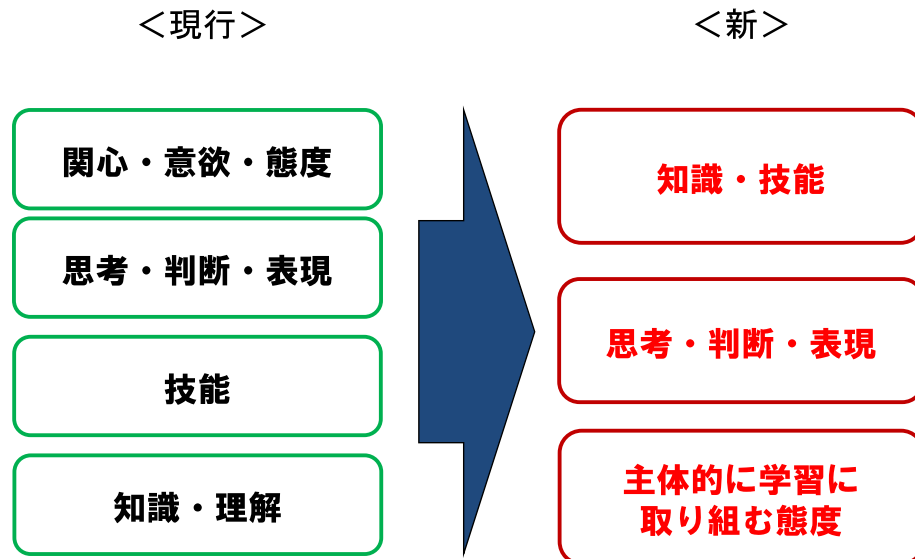 ＜現行＞
＜新＞
関心・意欲・態度
思考・判断・表現
技能
知識・理解
知識・技能
思考・判断・表現
主体的に学習に
取り組む態度